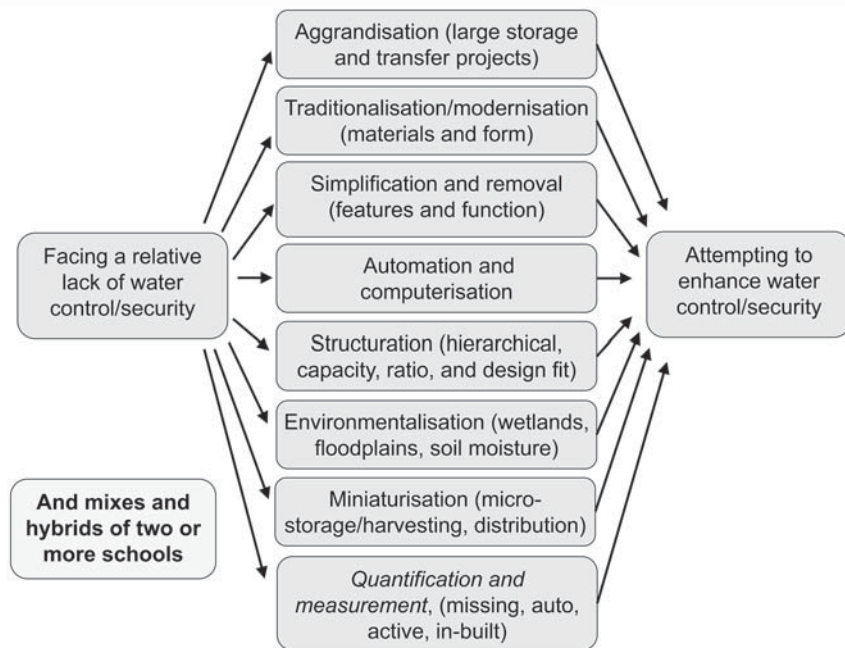 Aggrandisation (large storage
and transfer projects)
Traditionalisation/modernisation
(materials and form)
Simplification and removal
(features and function)
Facing a relative
lack of water
control/security
Automation and
computerisation
Attempting to
enhance water
control/security
Structuration (hierarchical,
capacity, ratio, and design fit)
Environmentalisation (wetlands,
floodplains, soil moisture)
And mixes and
hybrids of two or
more schools
Miniaturisation (micro-
storage/harvesting, distribution)
Quantification and
measurement, (missing, auto,
active, in-built)